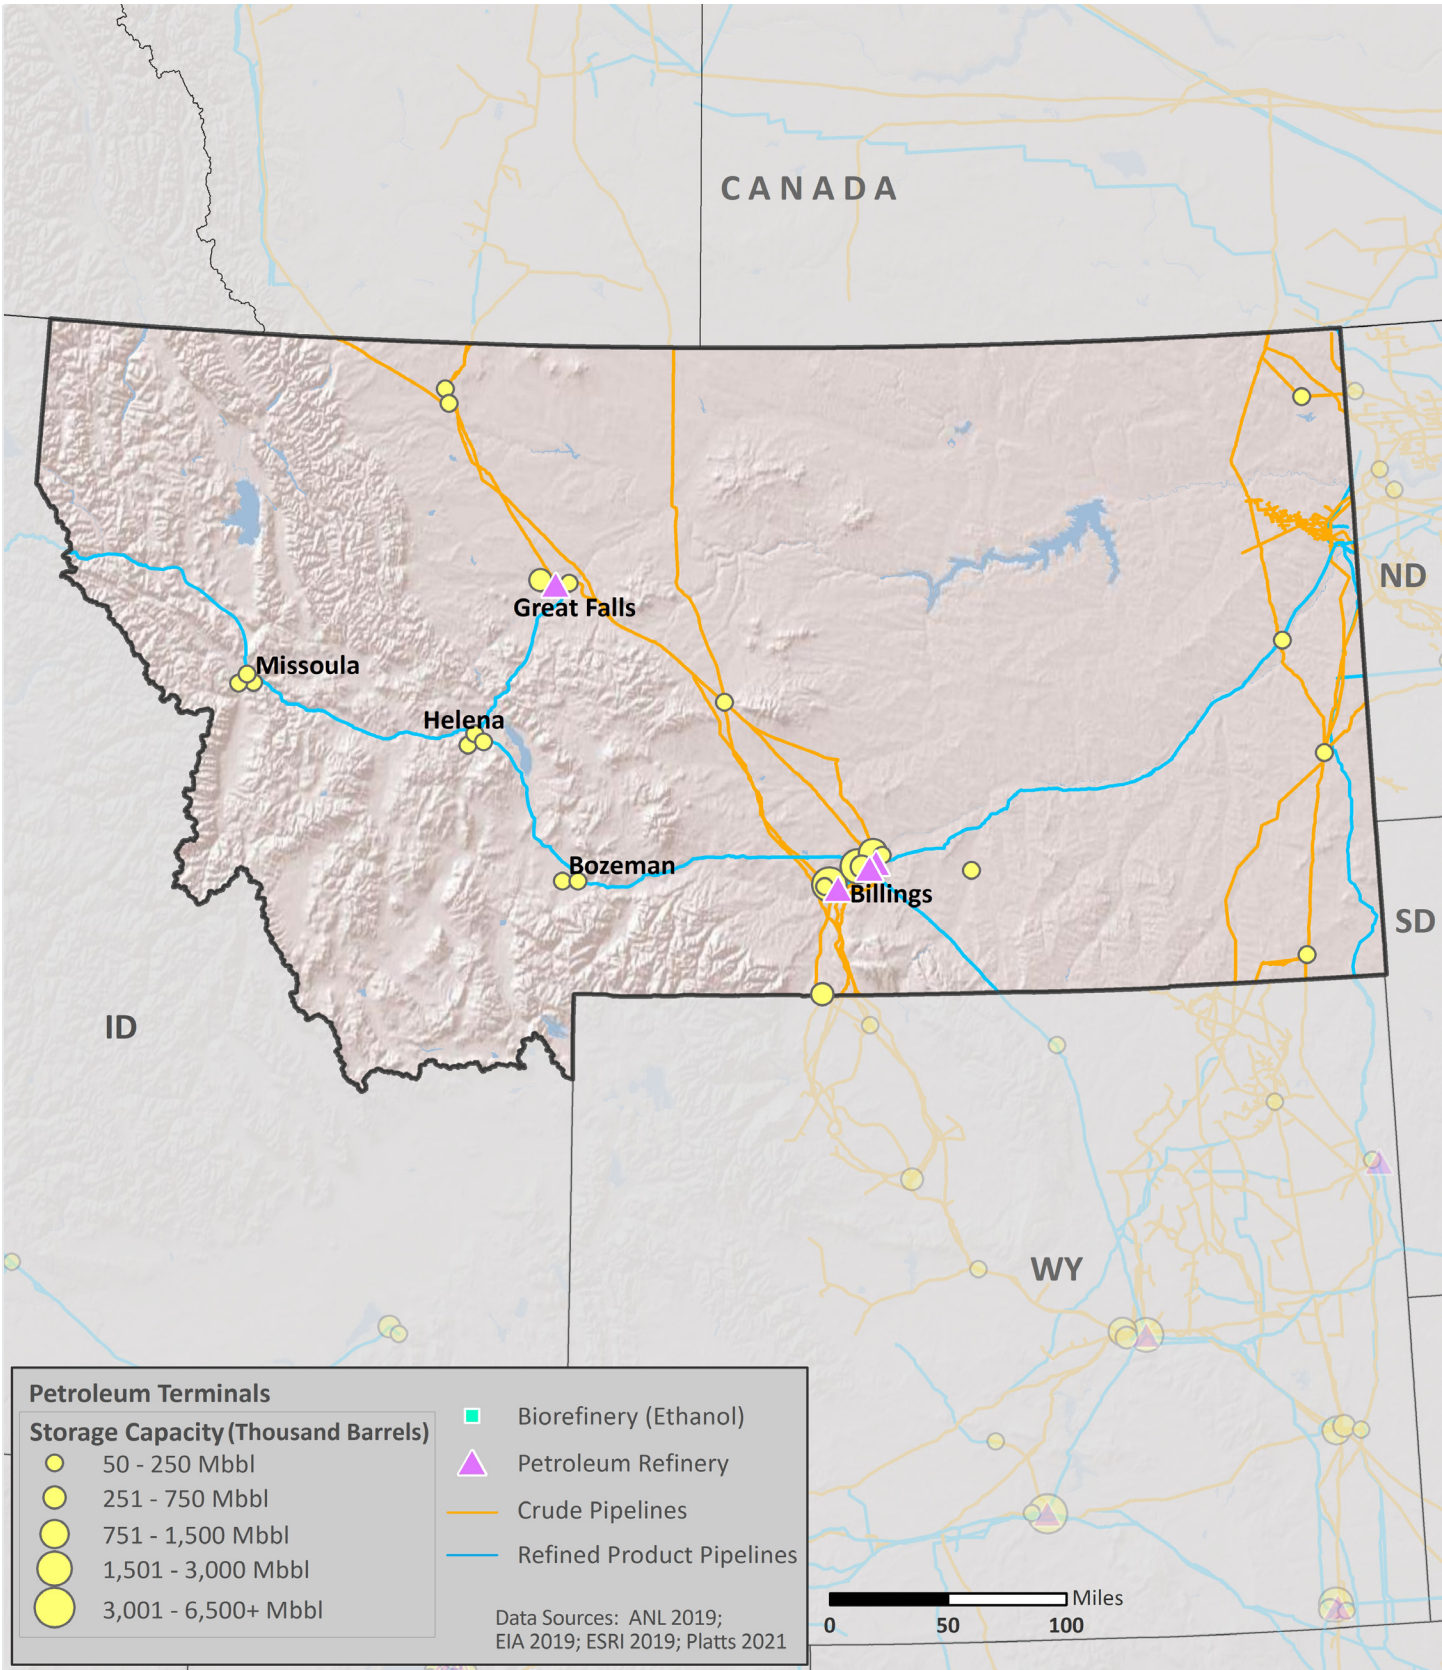 CANADA
ND
Great Falls
Missoula
Helena
Bozeman
Billings
SD
ID
WY
Petroleum Terminals
Storage Capacity (Thousand Barrels)
50 - 250 Mbbl
251 - 750 Mbbl
751 - 1,500 Mbbl
1,501 - 3,000 Mbbl
3,001 - 6,500+ Mbbl
Biorefinery (Ethanol)
Petroleum Refinery
Crude Pipelines
Refined Product Pipelines
Data Sources: ANL 2019;
EIA 2019; ESRI 2019; Platts 2021
Miles
0 50 100